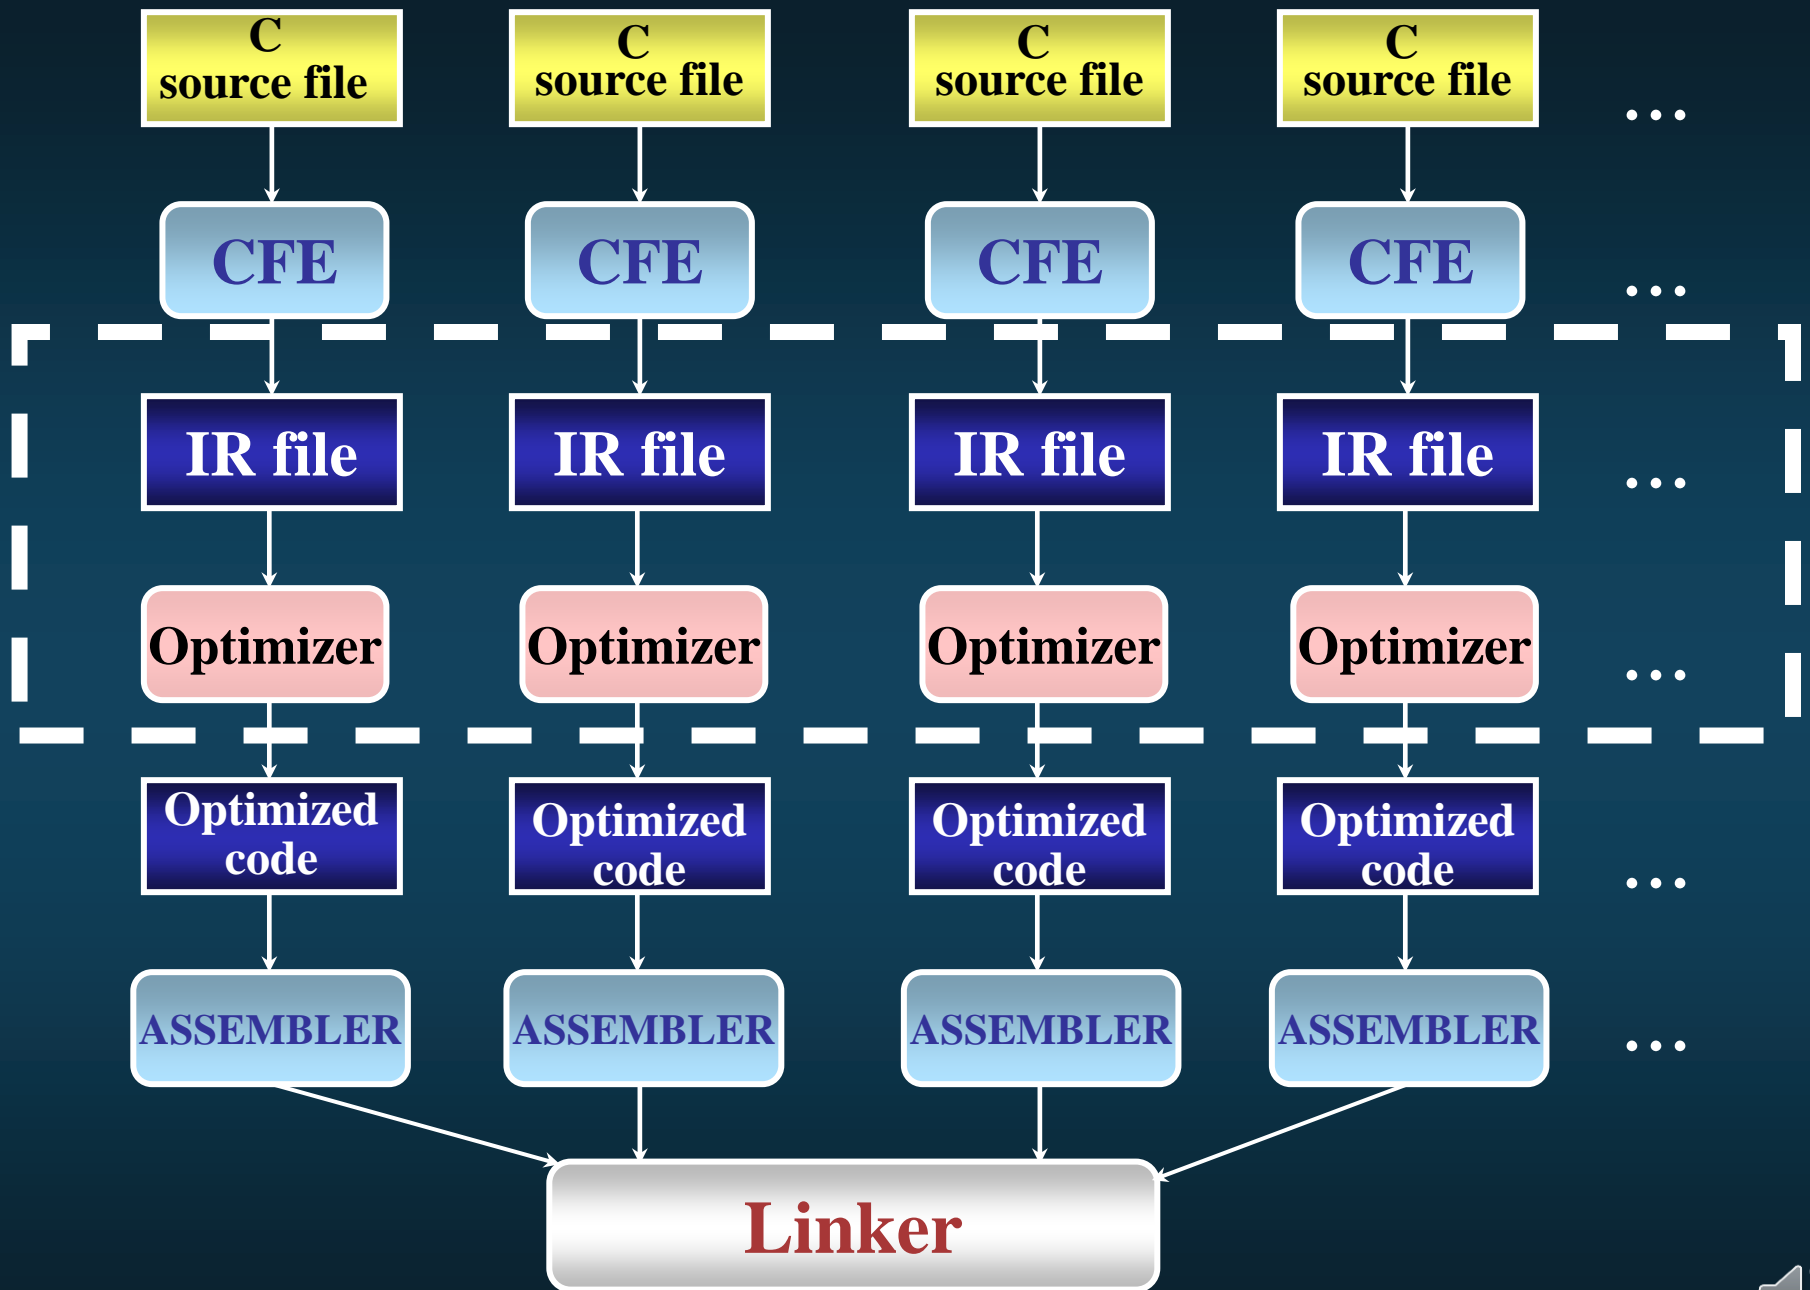 C
source file
C
source file
C
source file
C
source file
...
CFE
CFE
CFE
CFE
...
IR file
IR file
IR file
IR file
...
Optimizer
Optimizer
Optimizer
Optimizer
...
Optimized
code
Optimized
code
Optimized
code
Optimized
code
...
ASSEMBLER
ASSEMBLER
ASSEMBLER
ASSEMBLER
...
Linker